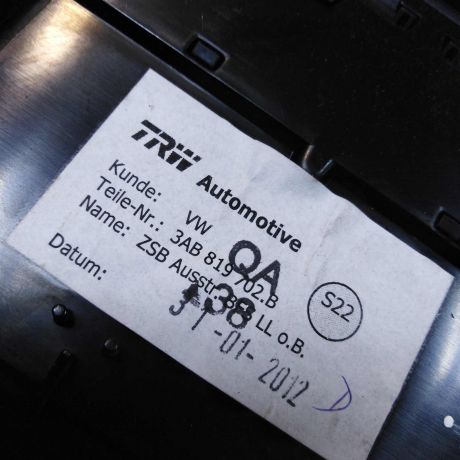 TRW Automotive
Kunde: VW
Teile-Nr.: 3AB 819 702.B
Name: ZSB Ausstr. LL o.B.
Datum: 31-01-2012
QA
38
S22
D